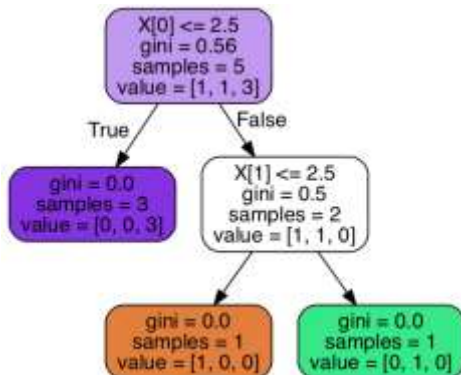 X[0] <= 2.5
gini = 0.56
samples = 5
value = [1, 1, 3]
True
False
gini = 0.0
samples = 3
value = [0, 0, 3]
X[1] <= 2.5
gini = 0.5
samples = 2
value = [1, 1, 0]
gini = 0.0
samples = 1
value = [1, 0, 0]
gini = 0.0
samples = 1
value = [0, 1, 0]